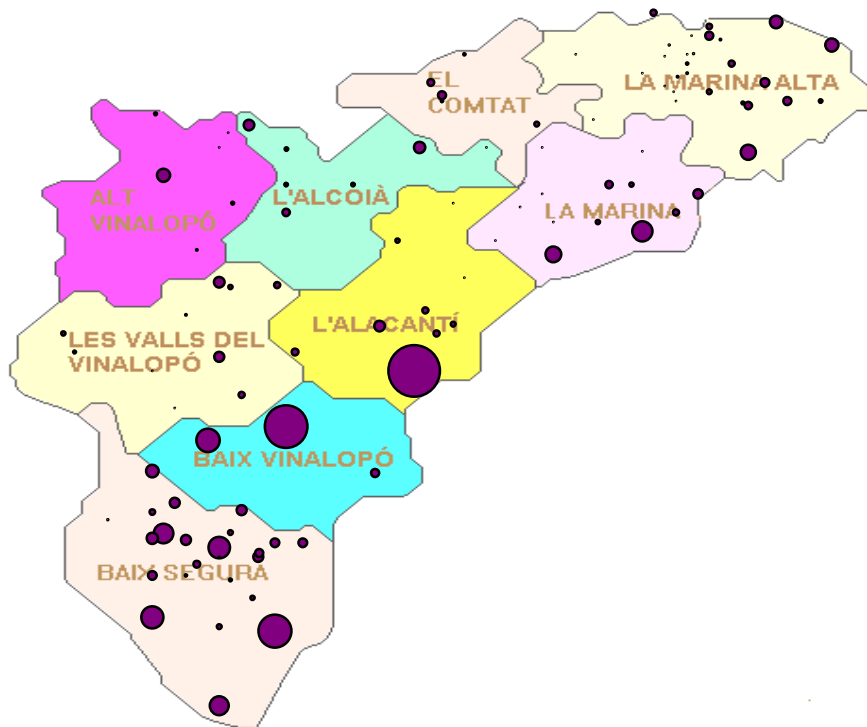 EL
COMTAT
LA MARINA ALTA
ALT
VINALOPÓ
L'ALCOIÀ
LA MARINA
L'ALACANTÍ
LES VALLS DEL
VINALOPÓ
BAIX VINALOPÓ
BAIX SEGURA